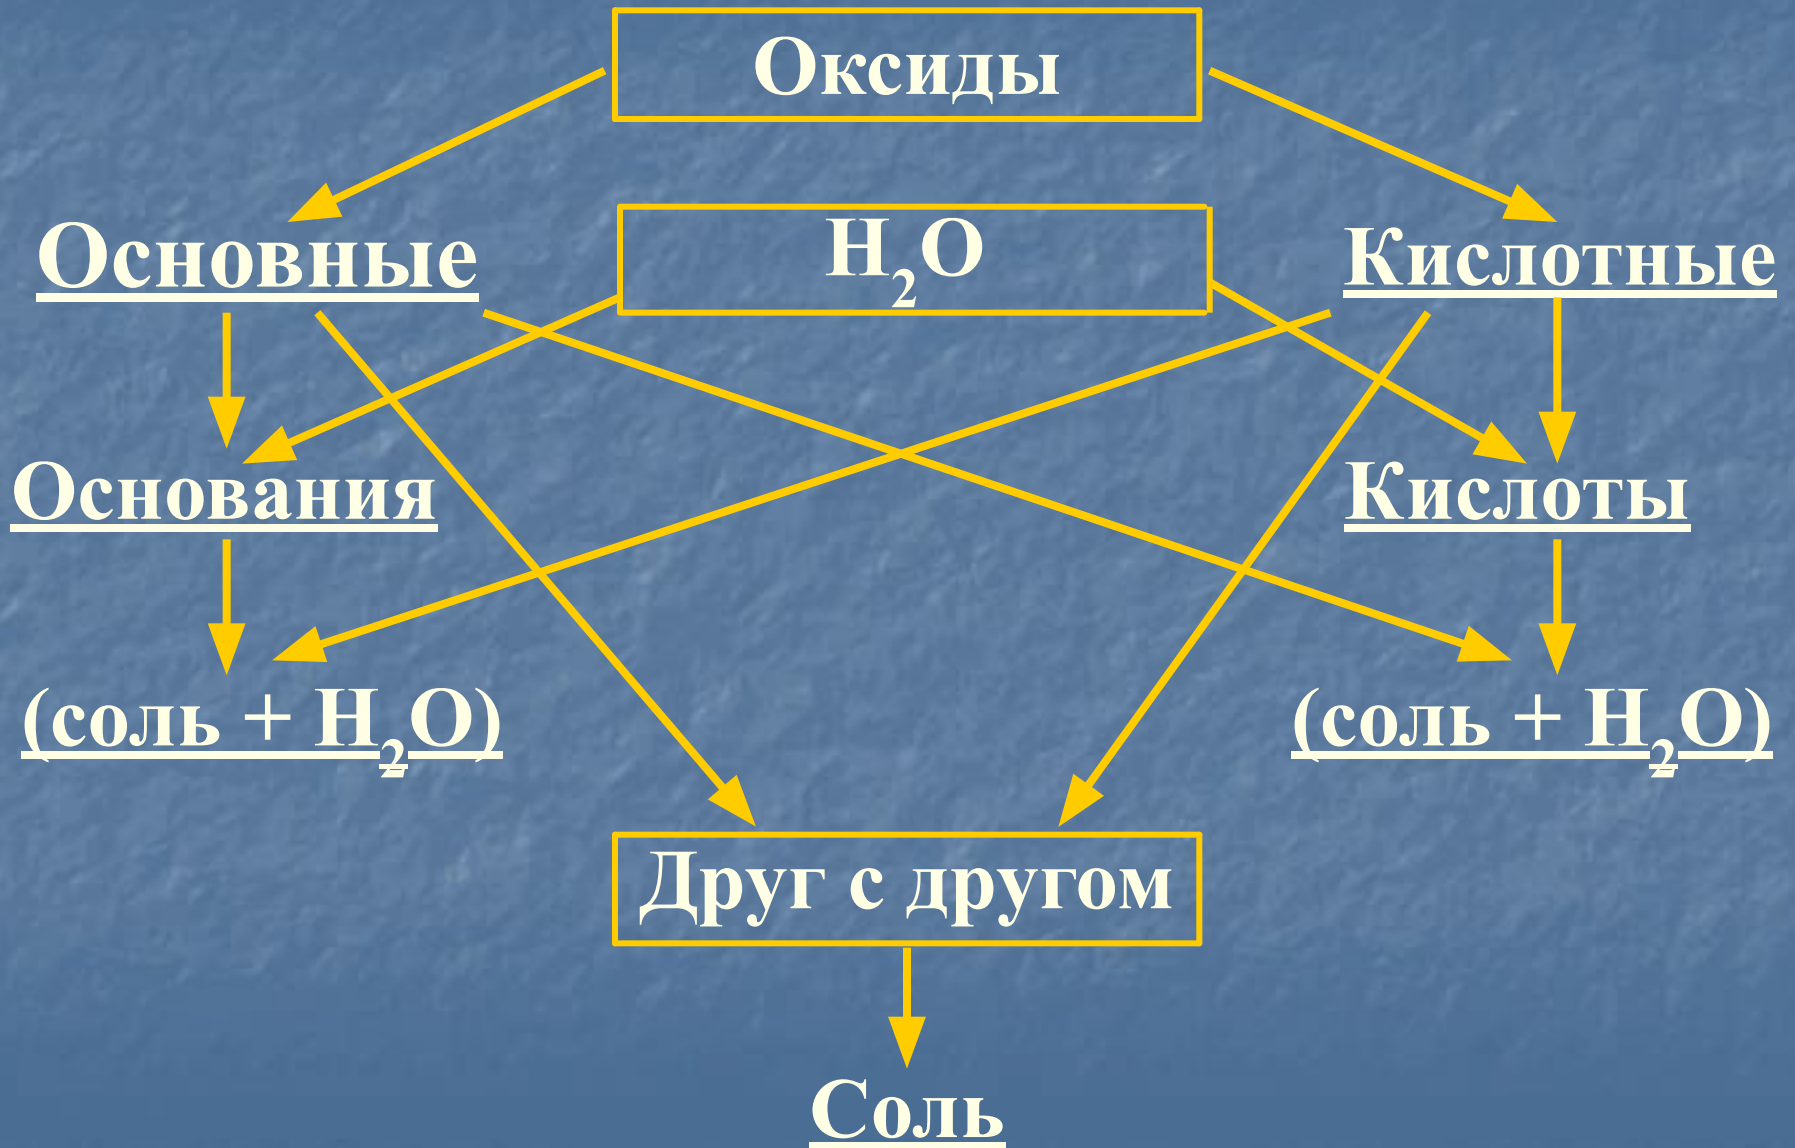 Оксиды
Основные
H₂O
Кислотные
Основания
Кислоты
(соль + H₂O)
(соль + H₂O)
Друг с другом
Соль